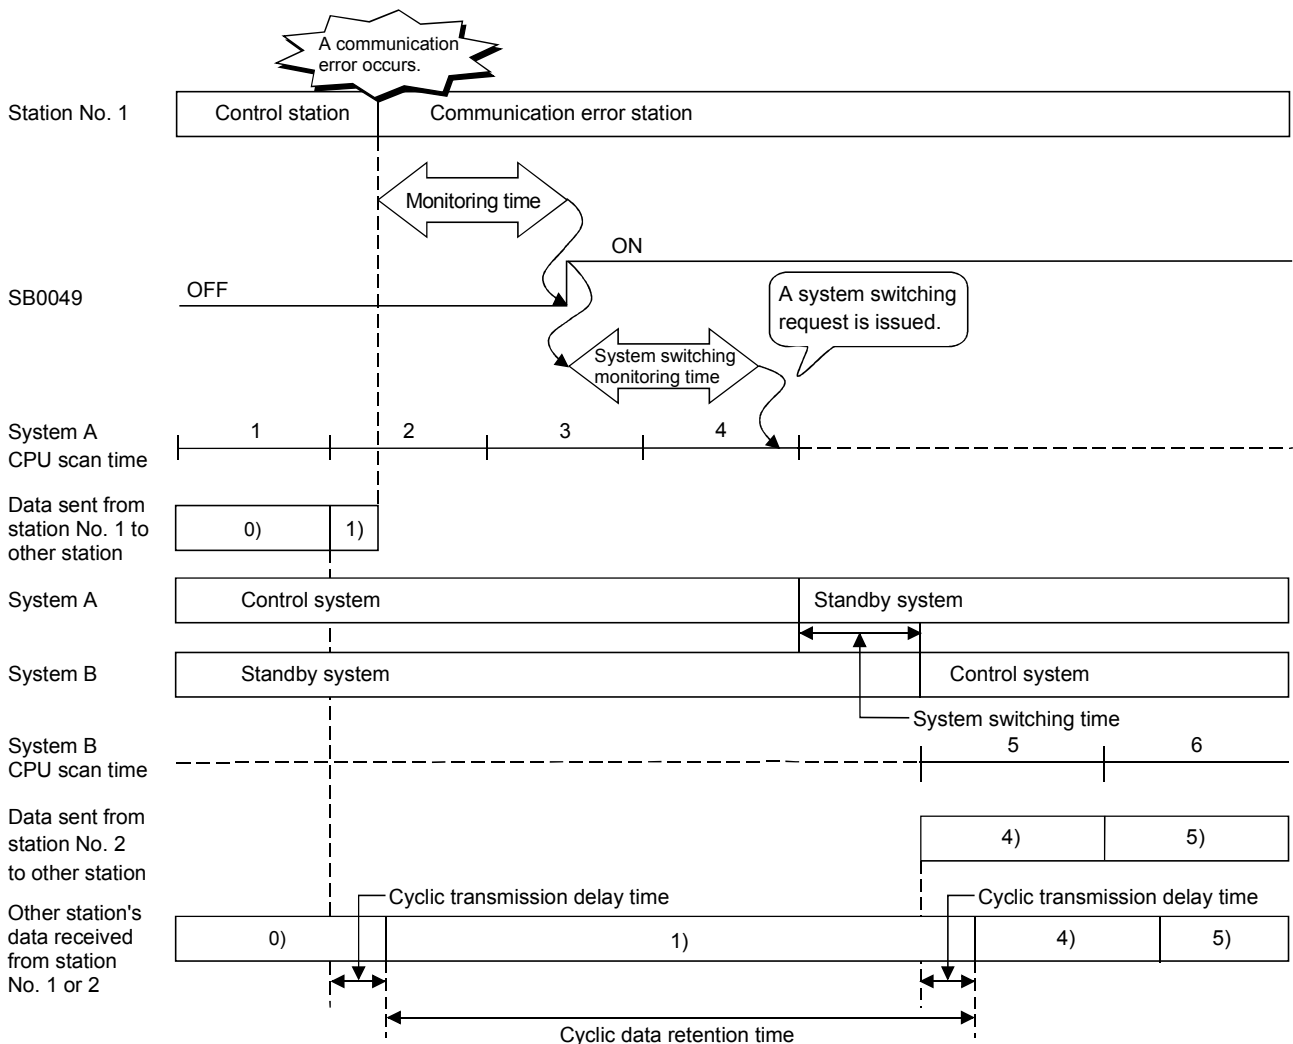 A communication
error occurs.
Station No. 1
Control station
Communication error station
Monitoring time
ON
SB0049
OFF
A system switching
request is issued.
System switching
monitoring time
System A
CPU scan time
1
2
3
4
Data sent from
station No. 1 to
other station
0)
1)
System A
Control system
Standby system
System B
Standby system
Control system
System switching time
System B
CPU scan time
5
6
Data sent from
station No. 2
to other station
4)
5)
Cyclic transmission delay time
Cyclic transmission delay time
Other station's
data received
from station
No. 1 or 2
0)
1)
4)
5)
Cyclic data retention time